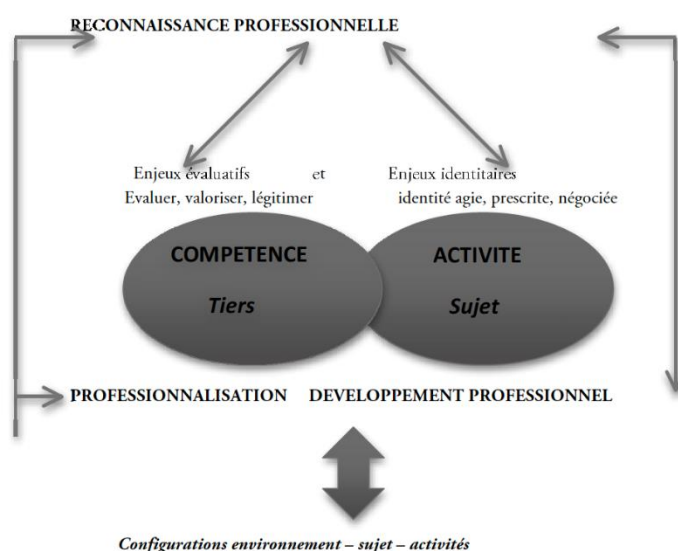 RECONNAISSANCE PROFESSIONNELLE
Enjeux évaluatifs et Enjeux identitaires
Evaluer, valoriser, légitimer identité agie, prescrite, négociée
COMPETENCE ACTIVITE
Tiers Sujet
PROFESSIONNALISATION DEVELOPPEMENT PROFESSIONNEL
Configurations environnement – sujet – activités